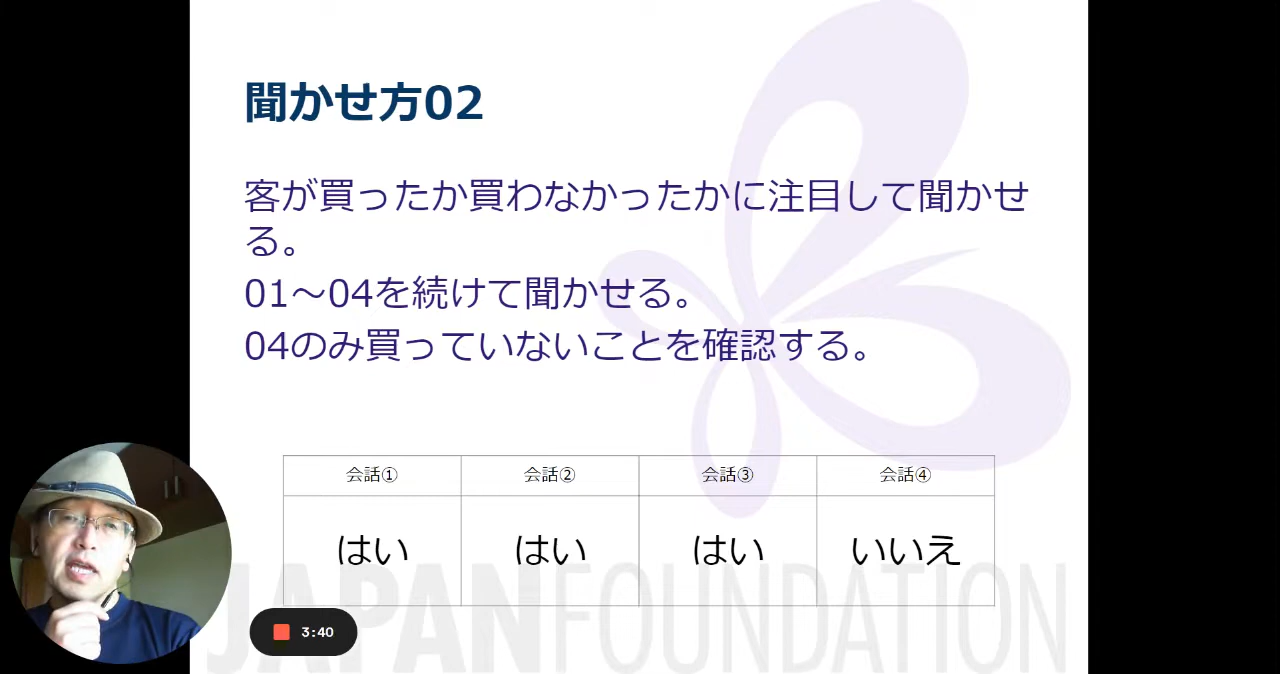 聞かせ方02
客が買ったか買わなかったかに注目して聞かせ
る。
01～04を続けて聞かせる。
04のみ買っていないことを確認する。
会話① 会話② 会話③ 会話④
はい はい はい いいえ
JAPANFOUNDATION
3:40